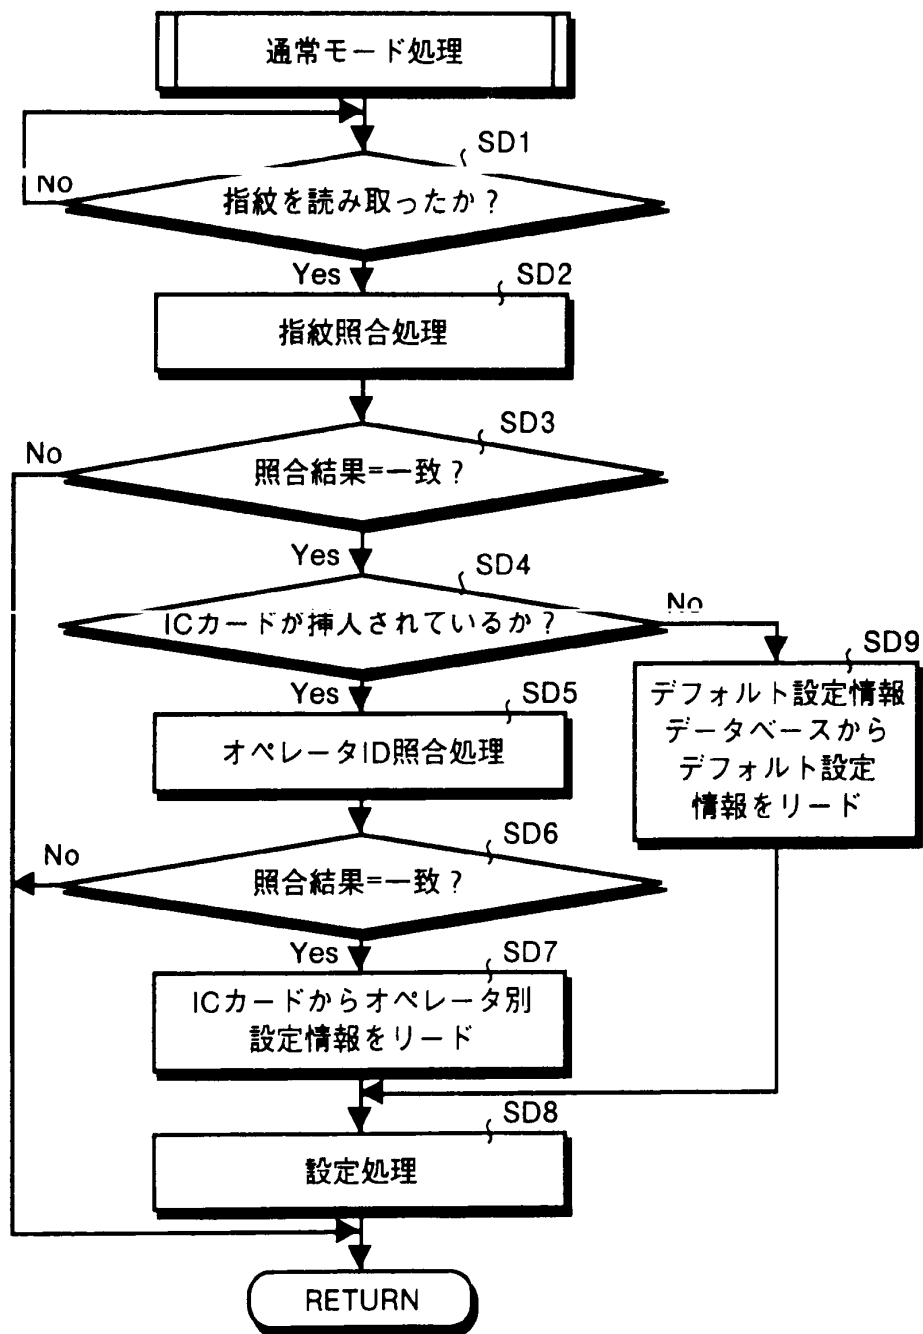 通常モード処理
SD1
No
指紋を読み取ったか？
Yes
SD2
指紋照合処理
SD3
No
照合結果=一致？
Yes
SD4
ICカードが挿入されているか？
No
SD9
デフォルト設定情報
データベースから
デフォルト設定
情報をリード
Yes
SD5
オペレータID照合処理
SD6
No
照合結果=一致？
Yes
SD7
ICカードからオペレータ別
設定情報をリード
SD8
設定処理
RETURN